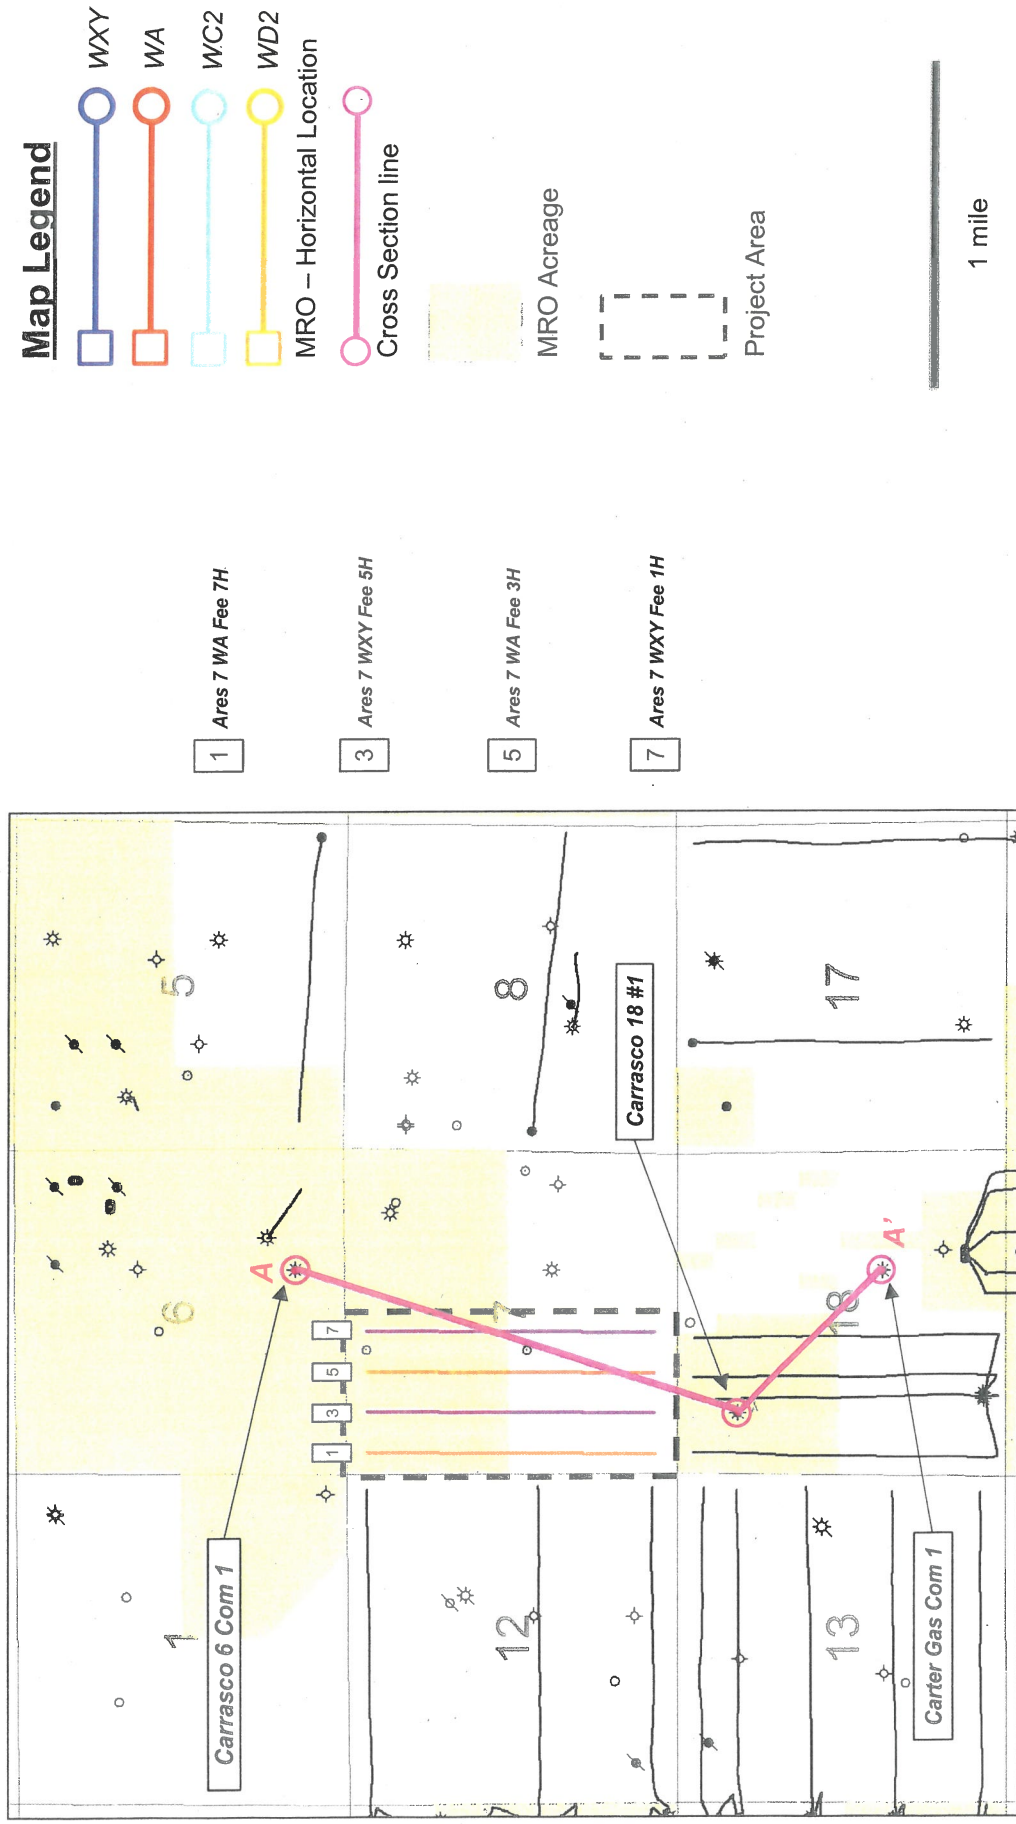 Map Legend
WXY
WA
WC2
WD2
MRO – Horizontal Location
Cross Section line
MRO Acreage
Project Area
1 mile
1 Ares 7 WA Fee 7H
3 Ares 7 WXY Fee 5H
5 Ares 7 WA Fee 3H
7 Ares 7 WXY Fee 1H
1
6
5
12
7
8
13
18
17
1
3
5
7
A
A'
Carrasco 6 Com 1
Carrasco 18 #1
Carter Gas Com 1